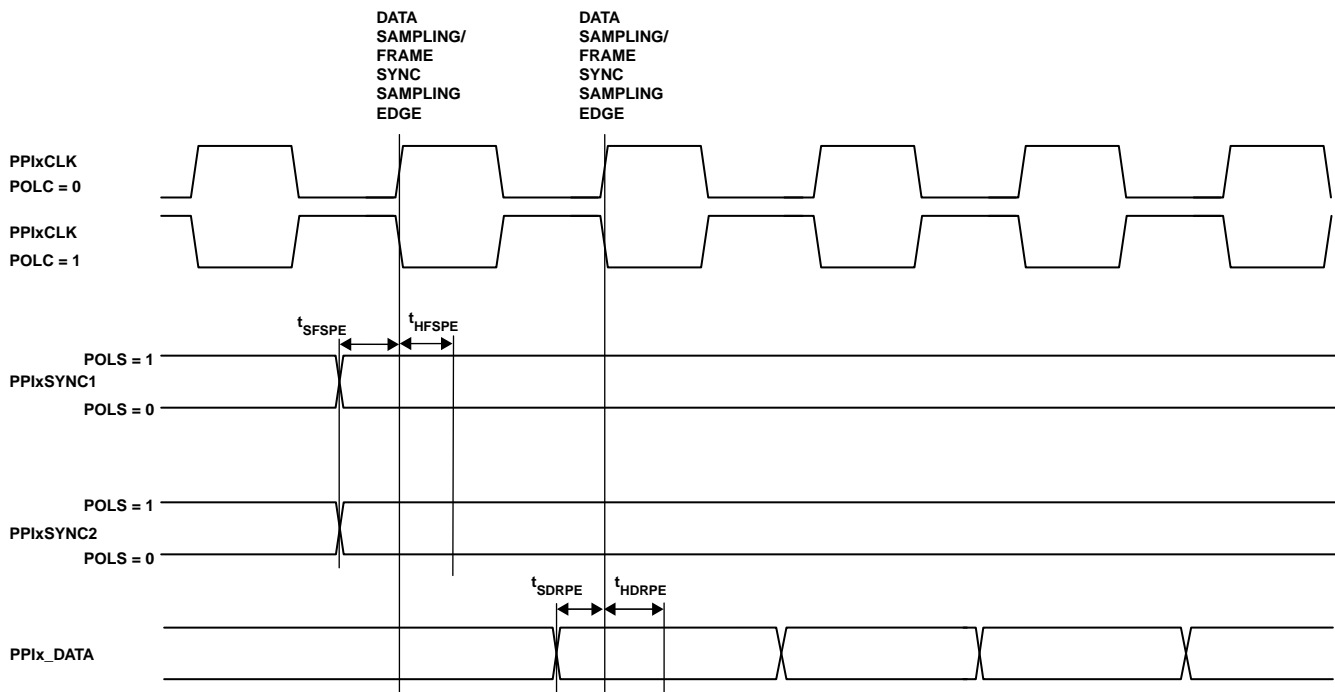 DATA
SAMPLING/
FRAME
SYNC
SAMPLING
EDGE
DATA
SAMPLING/
FRAME
SYNC
SAMPLING
EDGE
PPIxCLK
POLC = 0
PPIxCLK
POLC = 1
tSFSPE
tHFSPE
POLS = 1
PPIxSYNC1
POLS = 0
POLS = 1
PPIxSYNC2
POLS = 0
tSDRPE
tHDRPE
PPIx_DATA